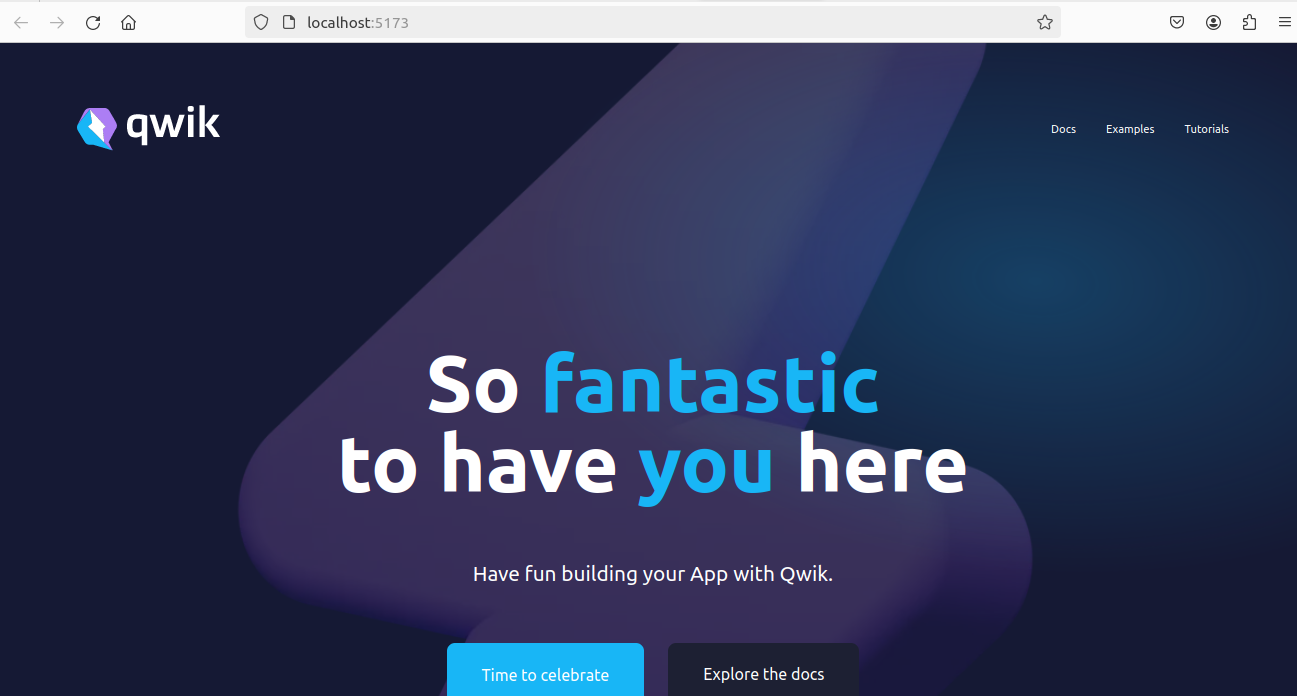 localhost:5173
qwik
Docs Examples Tutorials
So fantastic
to have you here
Have fun building your App with Qwik.
Time to celebrate
Explore the docs